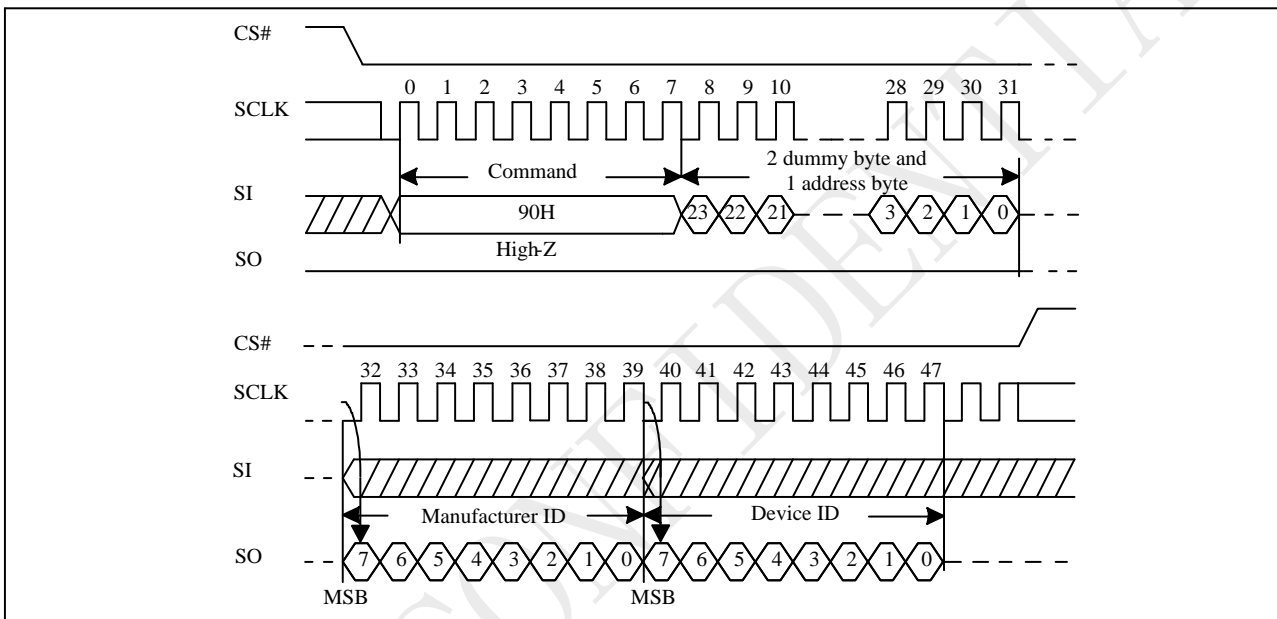 CS#
0 1 2 3 4 5 6 7 8 9 10 28 29 30 31
SCLK
Command
2 dummy byte and
1 address byte
SI
90H 23 22 21 3 2 1 0
High-Z
SO
CS#
32 33 34 35 36 37 38 39 40 41 42 43 44 45 46 47
SCLK
SI
Manufacturer ID Device ID
SO
7 6 5 4 3 2 1 0 7 6 5 4 3 2 1 0
MSB MSB
CONFIDENTIA